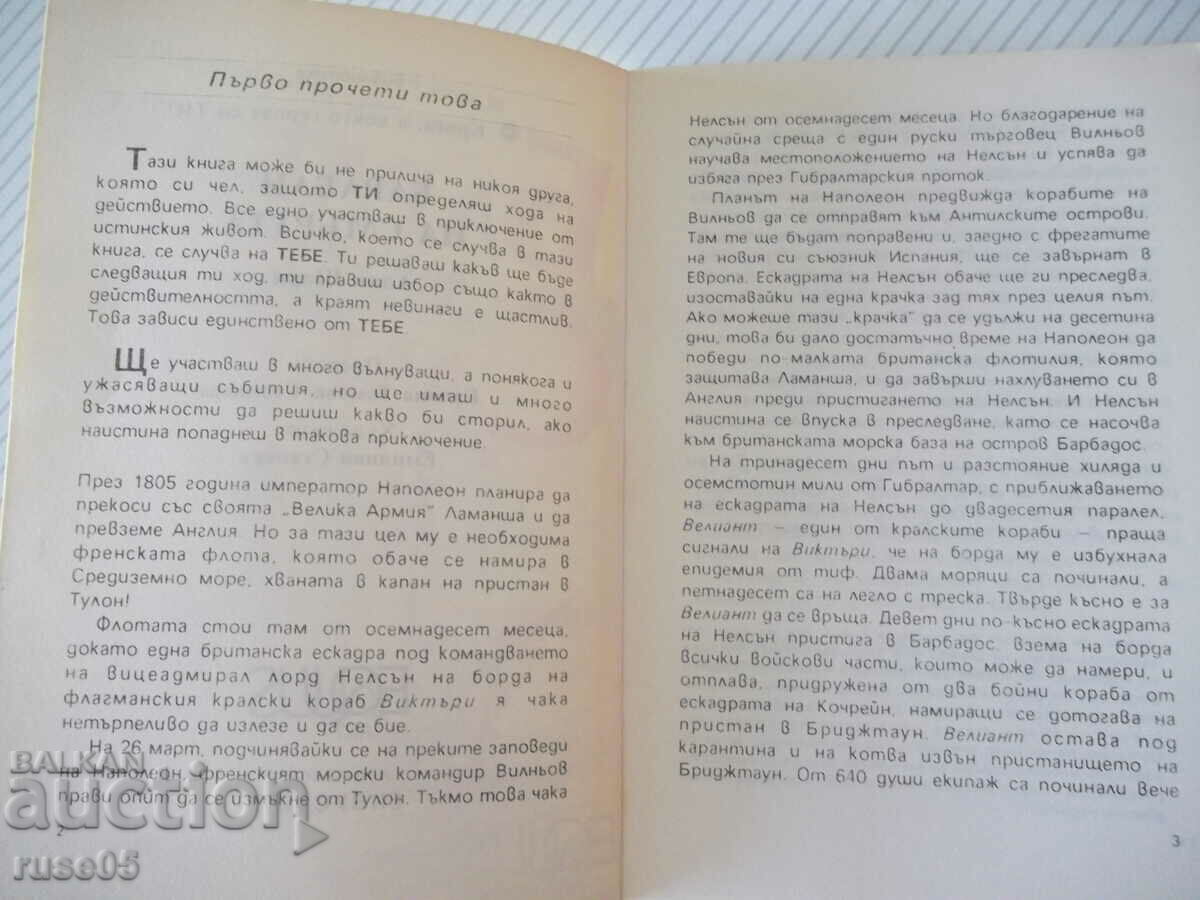 Първо прочети това
Тази книга може би не прилича на никоя друга,
която си чел, защото ТИ определяш хода на
действието. Все едно участваш в приключение от
истинския живот. Всичко, което се случва в тази
книга, се случва на ТЕБЕ. Ти решаваш какъв ще бъде
следващия ти ход, ти правиш избор също както в
действителността, а краят невинаги е щастлив.
Това зависи единствено от ТЕБЕ.
Ще участваш в много вълнуващи, а понякога и
ужасяващи събития, но ще имаш и много
възможности да решиш какво би сторил, ако
наистина попаднеш в такова приключение.
През 1805 година император Наполеон планира да
прекоси със своята „Велика Армия" Ламанша и да
превземе Англия. Но за тази цел му е необходима
френската флота, която обаче се намира в
Средиземно море, хваната в капан на пристан в
Тулон!
Флотата стои там от осемнадесет месеца,
докато една британска ескадра под командването
на вицеадмирал лорд Нелсън на борда на
флагманския кралски кораб Виктъри я чака
нетърпеливо да излезе и да се бие.
На 26 март, подчинявайки се на преките заповеди
на Наполеон, френският морски командир Вилньов
прави опит да се измъкне от Тулон. Тъкмо това чака
2
Нелсън от осемнадесет месеца. Но благодарение на
случайна среща с един руски търговец Вилньов
научава местоположението на Нелсън и успява да
избяга през Гибралтарския проток.
Планът на Наполеон предвижда корабите на
Вилньов да се отправят към Антилските острови.
Там те ще бъдат поправени и, заедно с фрегатите
на новия си съюзник Испания, ще се завърнат в
Европа. Ескадрата на Нелсън обаче ще ги преследва,
изоставайки на една крачка зад тях през целия път.
Ако можеше тази „крачка" да се удължи на десетина
дни, това би дало достатъчно време на Наполеон да
победи по-малката британска флотилия, която
защитава Ламанша, и да завърши нахлуването си в
Англия преди пристигането на Нелсън. И Нелсън
наистина се впуска в преследване, като се насочва
към британската морска база на остров Барбадос.
На тринадесет дни път и разстояние хиляда и
осемстотин мили от Гибралтар, с приближаването
на ескадрата на Нелсън до двадесетия паралел,
Велиант – един от кралските кораби – праща
сигнали на Виктъри, че на борда му е избухнала
епидемия от тиф. Двама моряци са починали, а
петнадесет са на легло с треска. Твърде късно е за
Велиант да се връща. Девет дни по-късно ескадрата
на Нелсън пристига в Барбадос, взема на борда
всички войскови части, които може да намери, и
отплава, придружена от два бойни кораба от
ескадрата на Кочрейн, намиращи се дотогава на
пристан в Бриджтаун. Велиант остава под
карантина и на котва извън пристанището на
Бриджтаун. От 640 души екипаж са починали вече
3
BALKAN
auction
ruse05